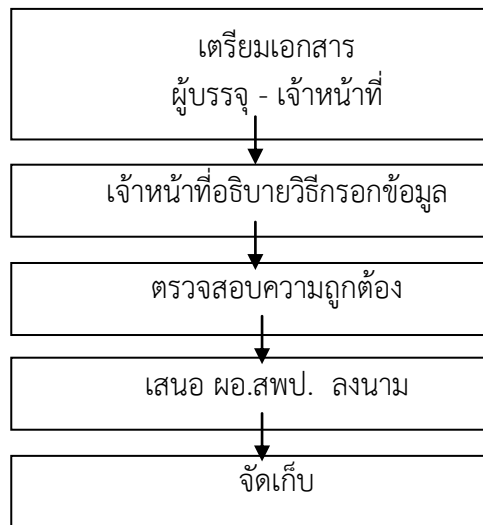 เตรียมเอกสาร
ผู้บรรจุ - เจ้าหน้าที่
เจ้าหน้าที่อธิบายวิธีกรอกข้อมูล
ตรวจสอบความถูกต้อง
เสนอ ผอ.สพป. ลงนาม
จัดเก็บ